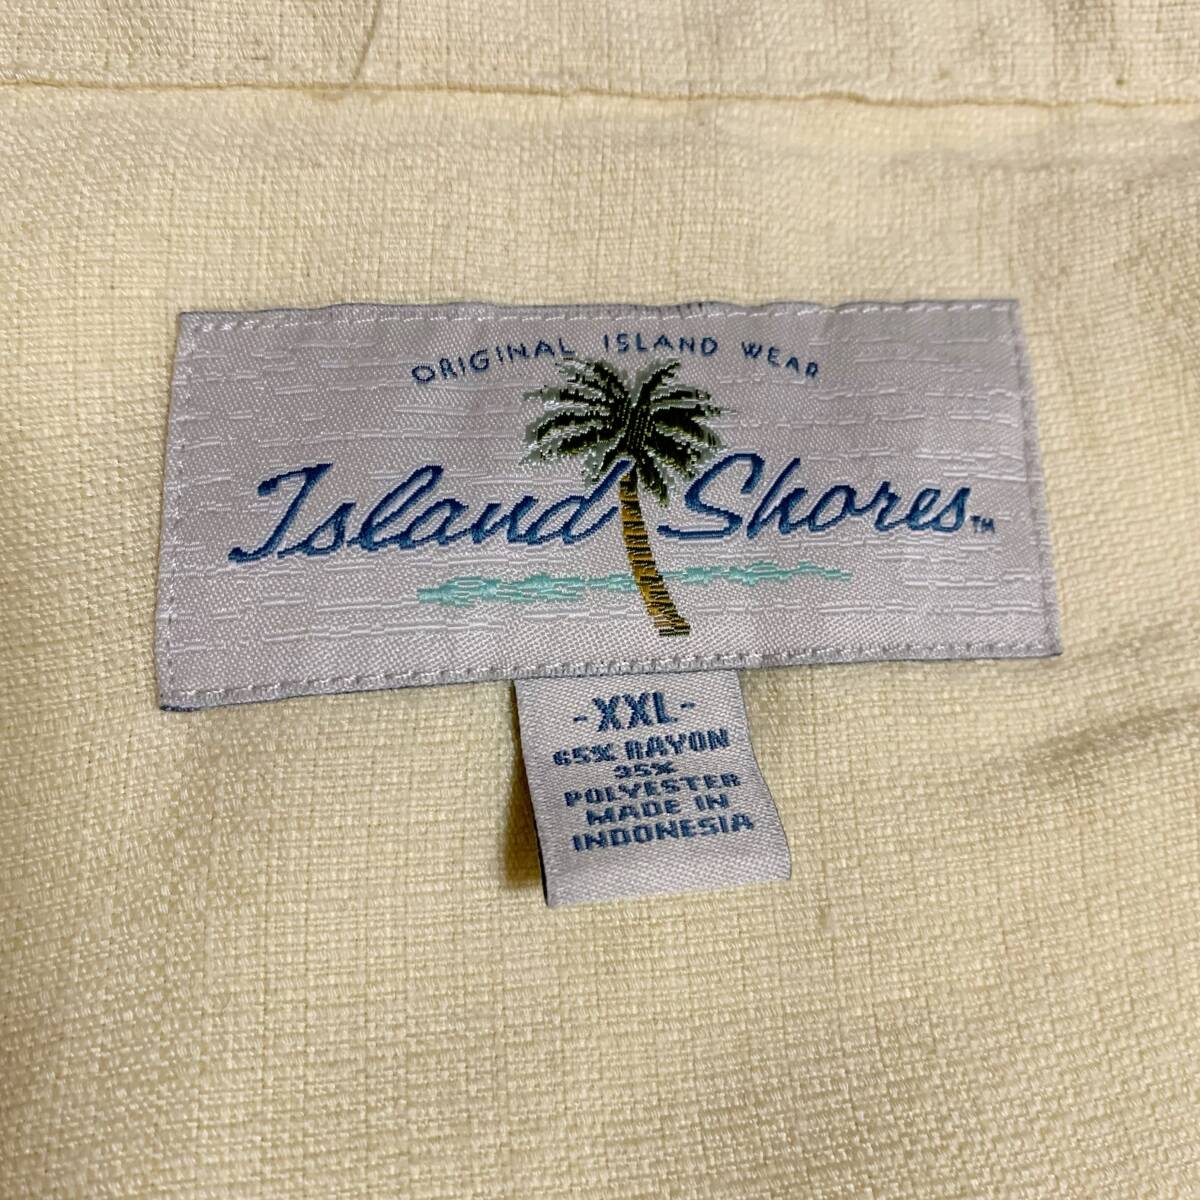 ORIGINAL ISLAND WEAR
Island Shores™
-XXL-
65% RAYON
35%
POLYESTER
MADE IN
INDONESIA